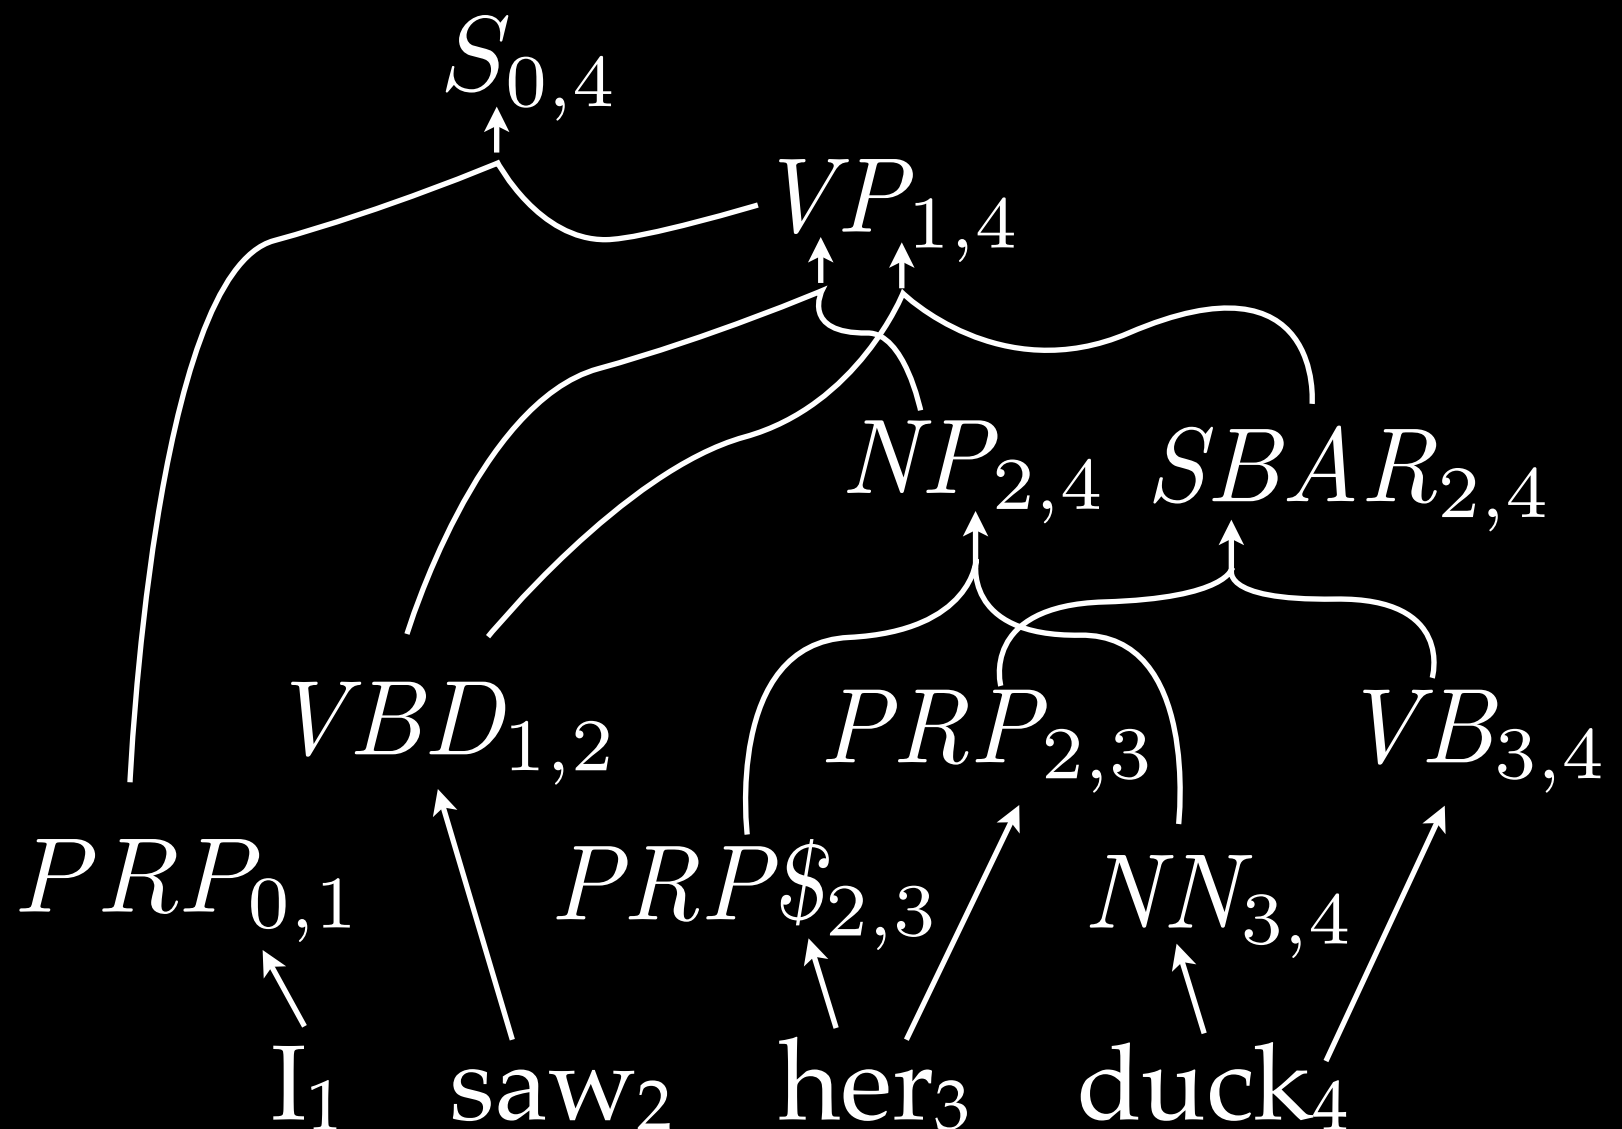 S0,4
VP1,4
NP2,4 SBAR2,4
VBD1,2 PRP2,3 VB3,4
PRP0,1 PRP$2,3 NN3,4
I1 saw2 her3 duck4